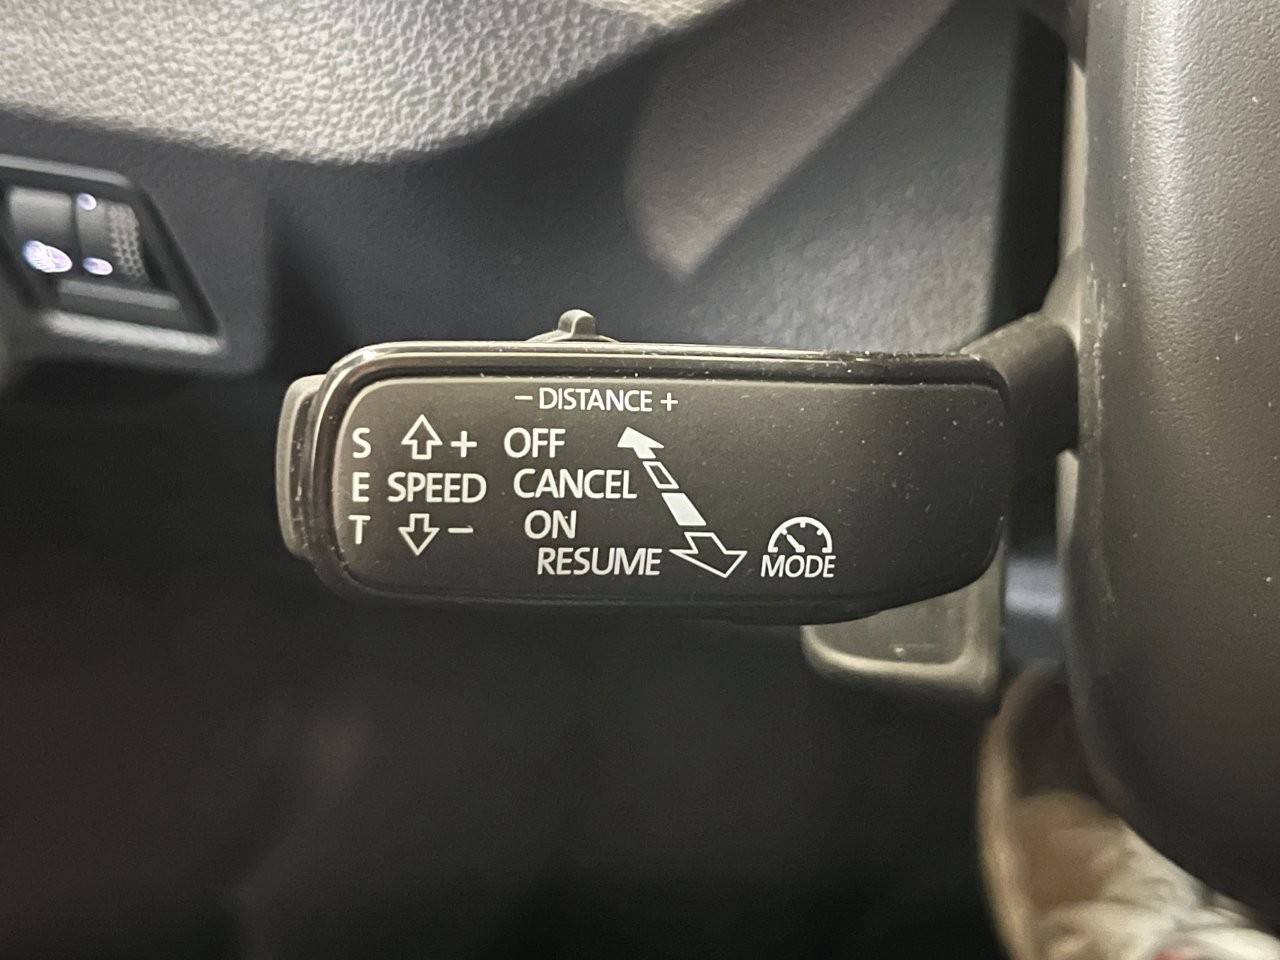 − DISTANCE +
S ⇧+ OFF
E SPEED CANCEL
T ⇩− ON
RESUME MODE